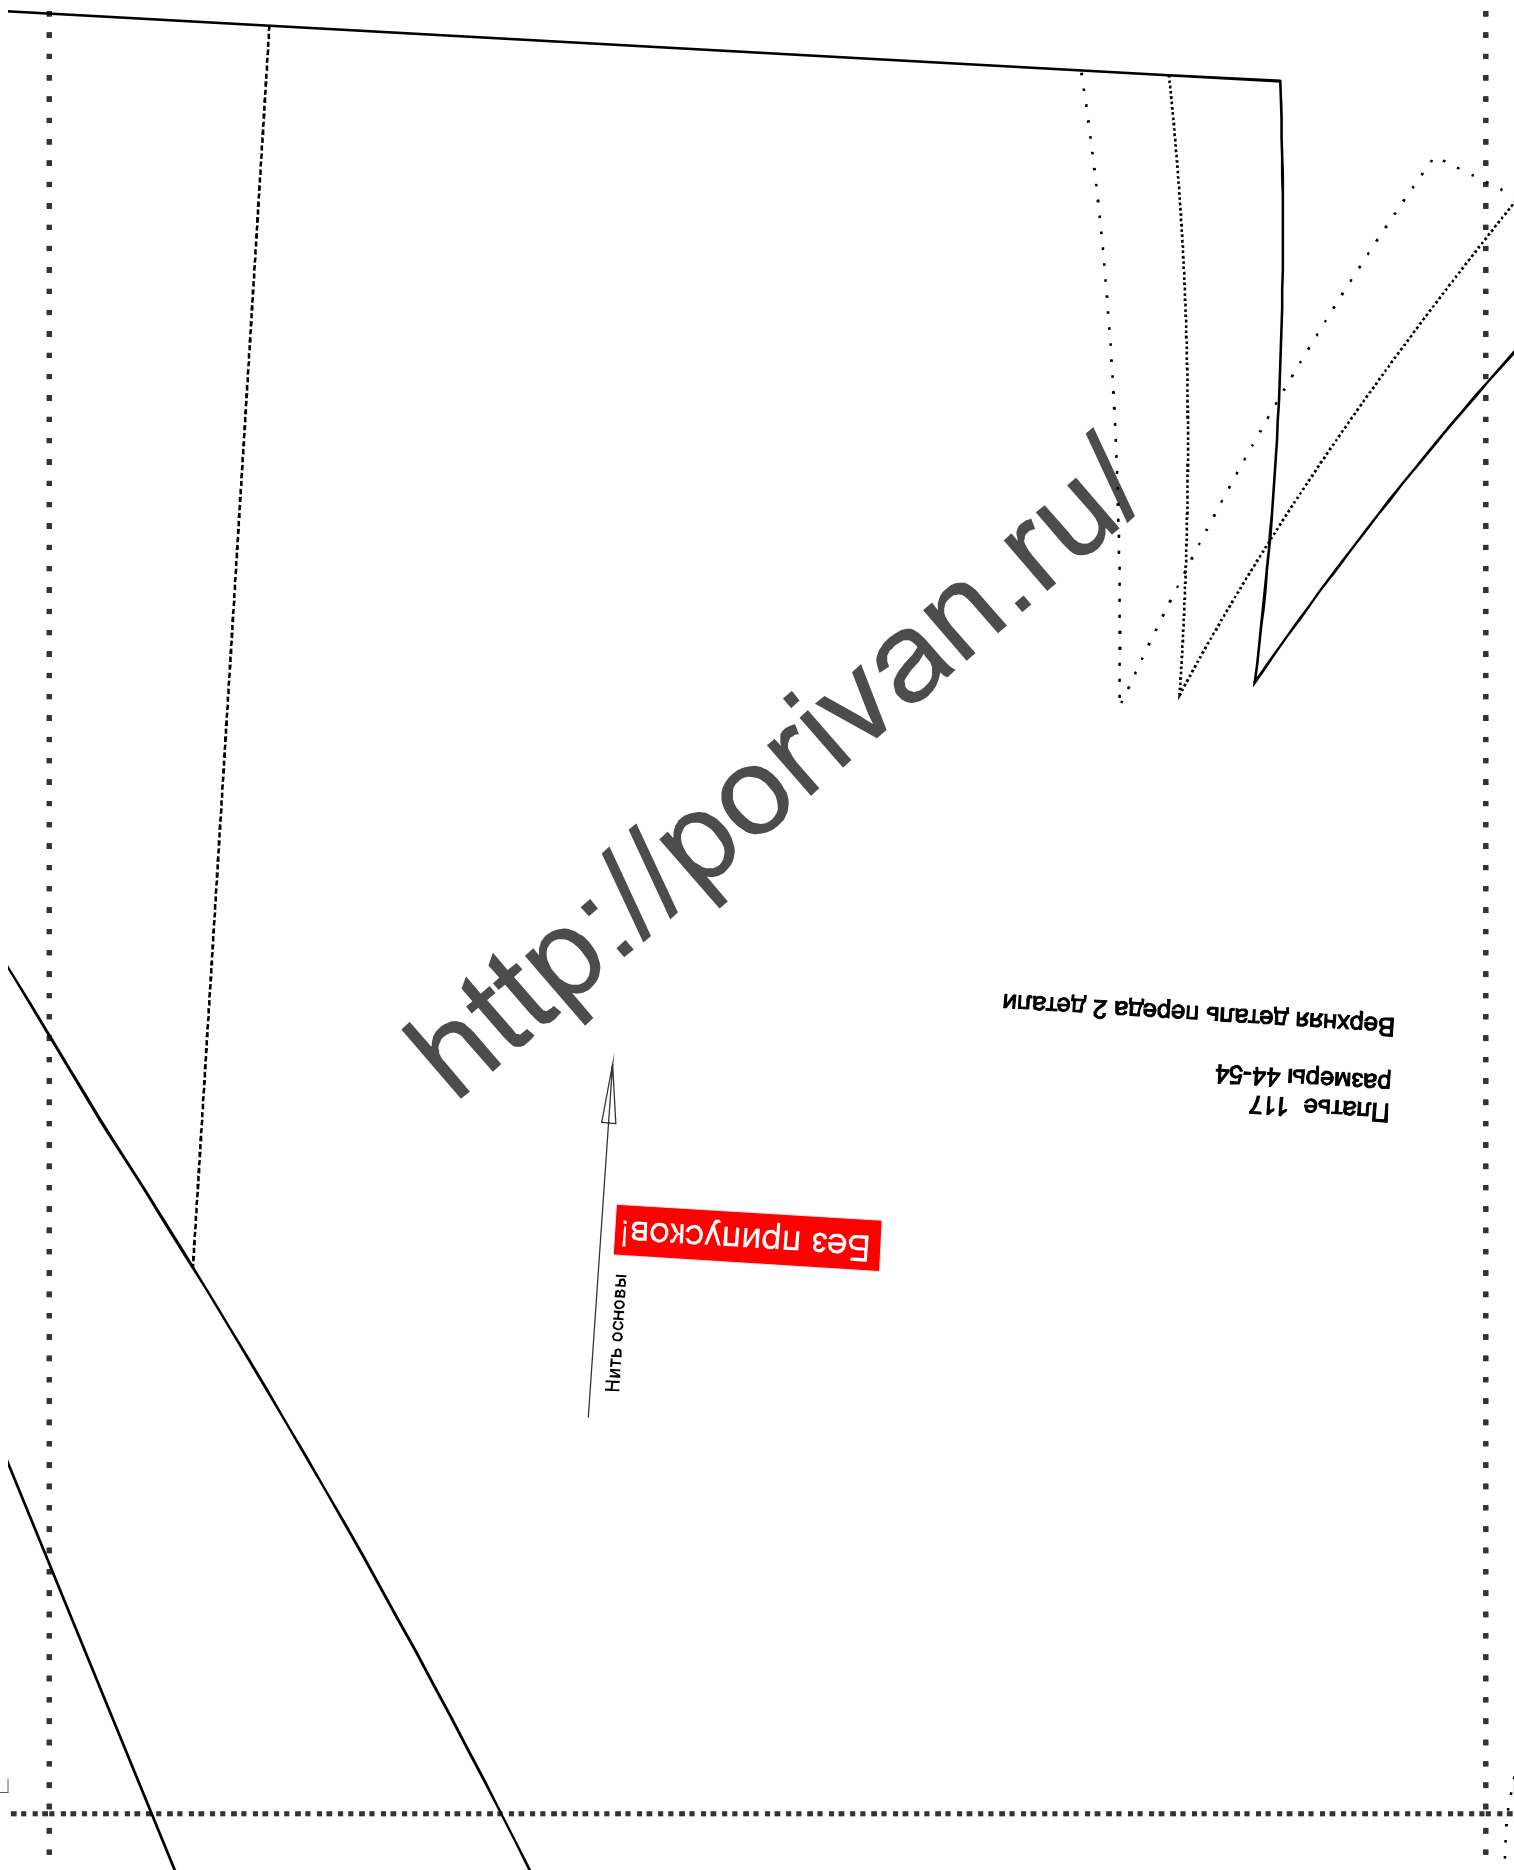 http://porivan.ru/
Платье 117
размеры 44-54
Верхняя деталь переда 2 детали
Без припусков!
Нить основы